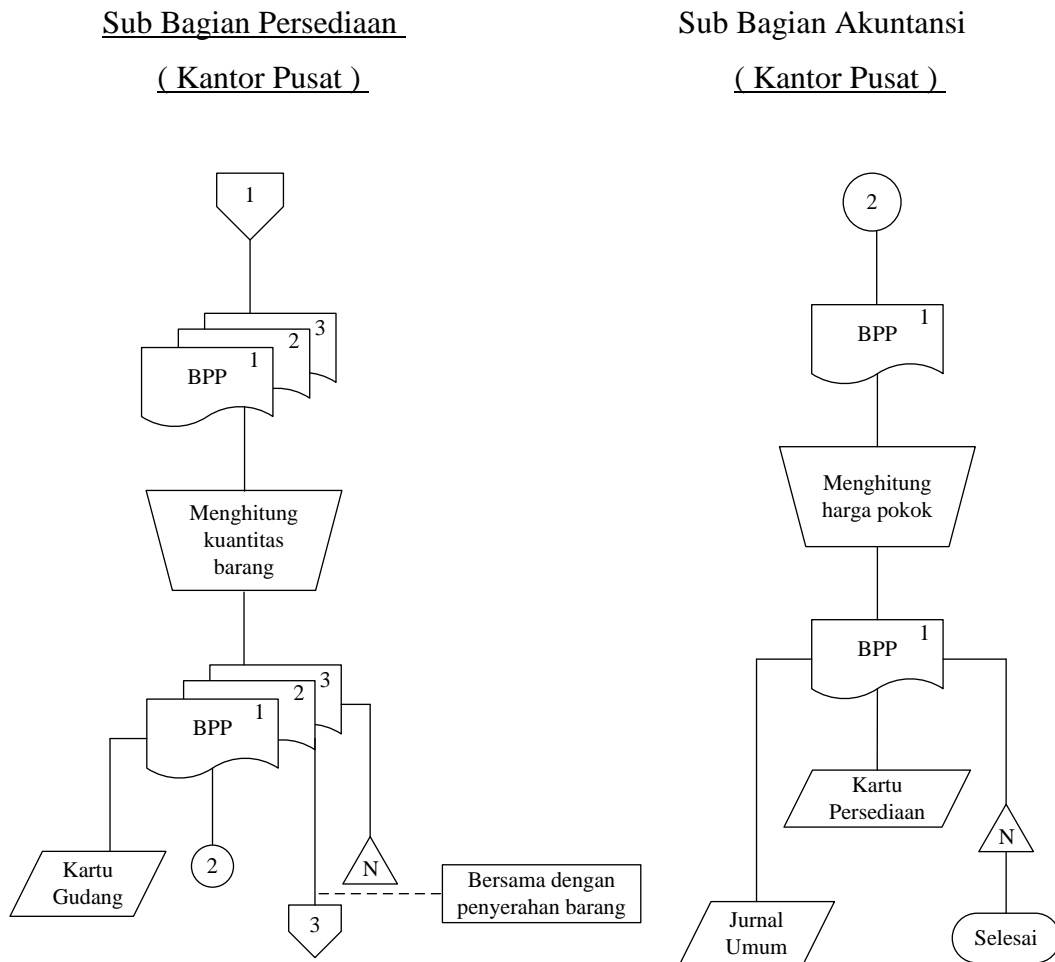 Sub Bagian Persediaan
( Kantor Pusat )
1
3
2
1
BPP
Menghitung
kuantitas
barang
3
2
1
BPP
Kartu
Gudang
2
N
3
Bersama dengan
penyerahan barang
Sub Bagian Akuntansi
( Kantor Pusat )
2
1
BPP
Menghitung
harga pokok
1
BPP
Kartu
Persediaan
N
Jurnal
Umum
Selesai